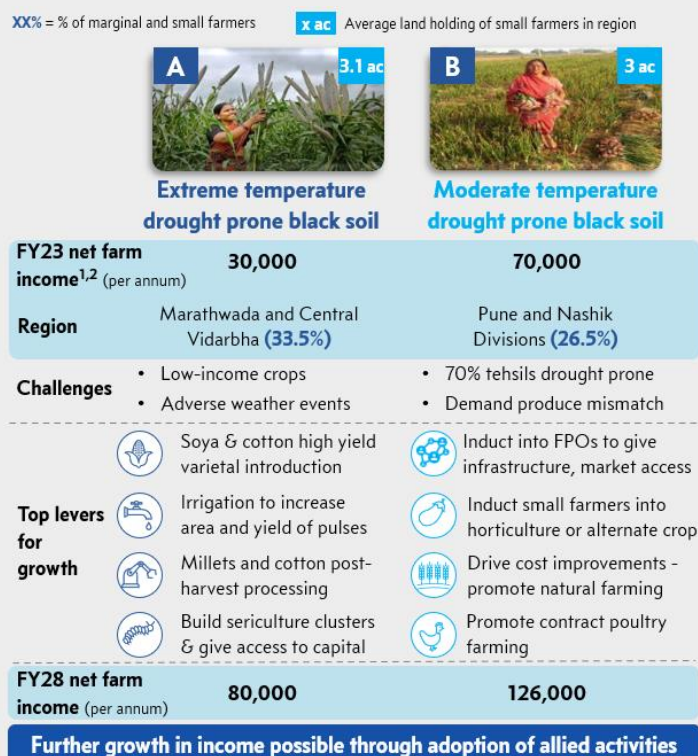 XX% = % of marginal and small farmers
x ac Average land holding of small farmers in region
A
3.1 ac
B
3 ac
Extreme temperature
drought prone black soil
Moderate temperature
drought prone black soil
FY23 net farm
income1,2 (per annum)
30,000
70,000
Region
Marathwada and Central
Vidarbha (33.5%)
Pune and Nashik
Divisions (26.5%)
Challenges
• Low-income crops
• Adverse weather events
• 70% tehsils drought prone
• Demand produce mismatch
Top levers
for
growth
Soya & cotton high yield
varietal introduction
Irrigation to increase
area and yield of pulses
Millets and cotton post-
harvest processing
Build sericulture clusters
& give access to capital
Induct into FPOs to give
infrastructure, market access
Induct small farmers into
horticulture or alternate crop
Drive cost improvements -
promote natural farming
Promote contract poultry
farming
FY28 net farm
income (per annum)
80,000
126,000
Further growth in income possible through adoption of allied activities